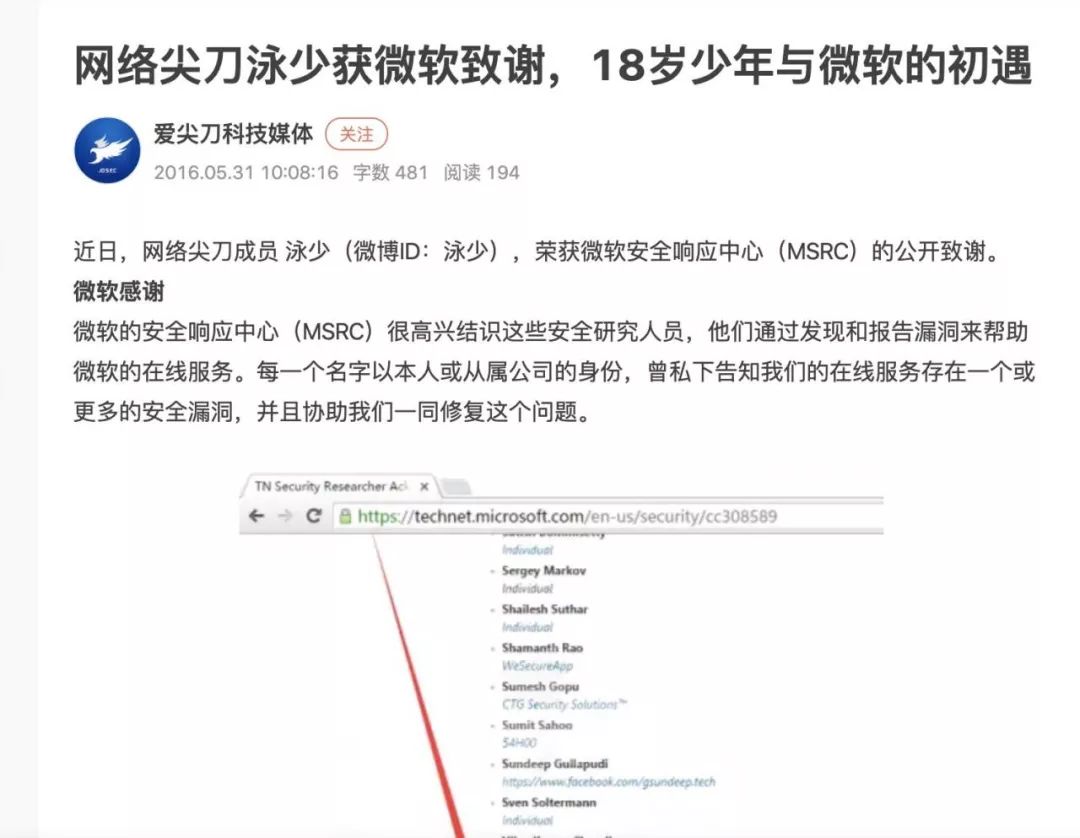 网络尖刀泳少获微软致谢，18岁少年与微软的初遇
爱尖刀科技媒体 关注
JDSEC
2016.05.31 10:08:16 字数 481 阅读 194
近日，网络尖刀成员 泳少（微博ID：泳少），荣获微软安全响应中心（MSRC）的公开致谢。
微软感谢
微软的安全响应中心（MSRC）很高兴结识这些安全研究人员，他们通过发现和报告漏洞来帮助
微软的在线服务。每一个名字以本人或从属公司的身份，曾私下告知我们的在线服务存在一个或
更多的安全漏洞，并且协助我们一同修复这个问题。
TN Security Researcher Ack
https://technet.microsoft.com/en-us/security/cc308589
Individual
Sergey Markov
Individual
Shailesh Suthar
Individual
Shamanth Rao
WeSecureApp
Sumesh Gopu
CTG Security Solutions™
Sumit Sahoo
54H00
Sundeep Gullapudi
https://www.facebook.com/gsundeep.tech
Sven Soltermann
Individual